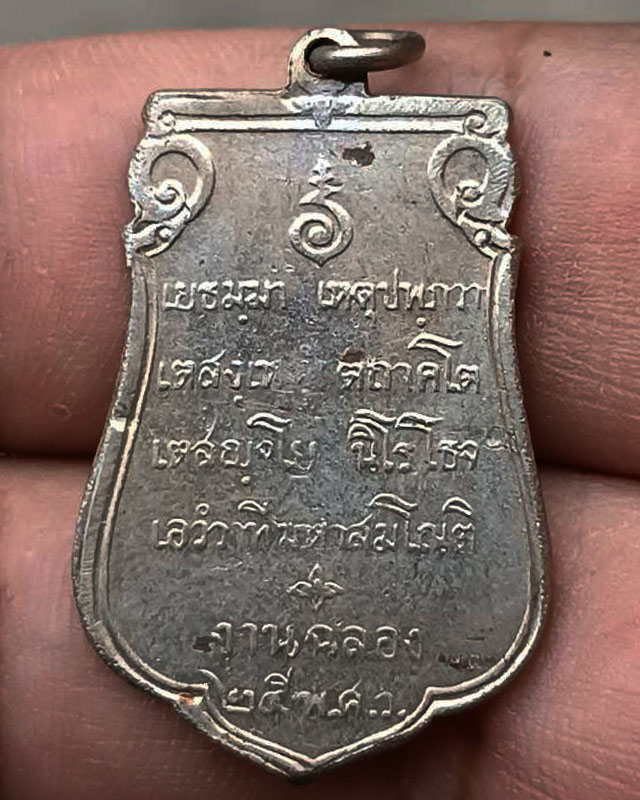 เยธมฺมา เหตุปฺพภวา
เตสํเหตุ ตถาคโต
เตสญฺจโย นิโรโธจ
เอวํวาทีมหาสมโณติ
งานฉลอง
๒๕ พ.ศ.ว.